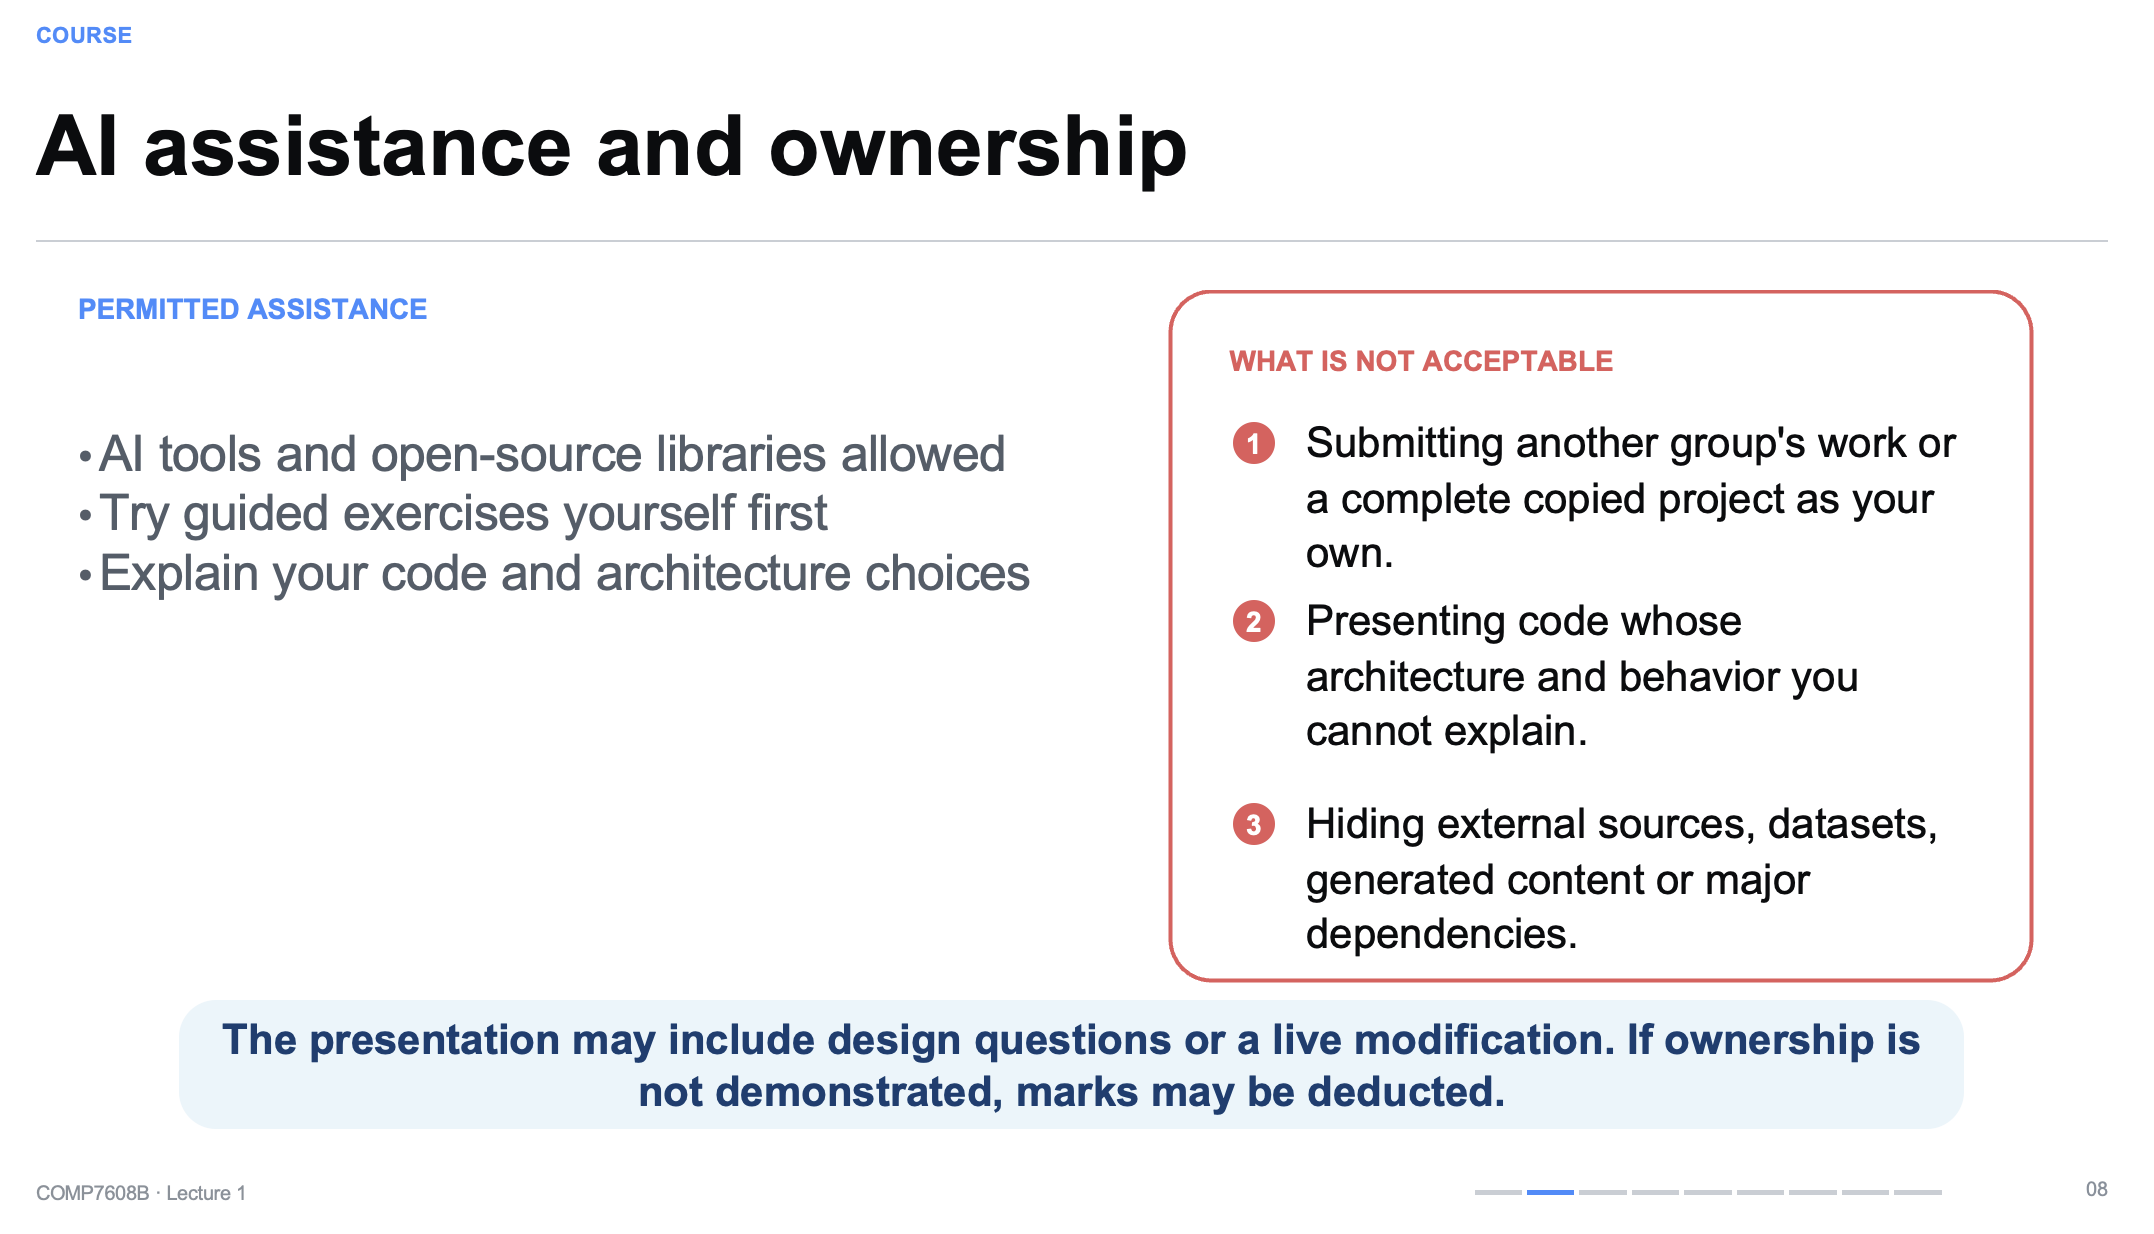 COURSE
AI assistance and ownership
PERMITTED ASSISTANCE
• AI tools and open-source libraries allowed
• Try guided exercises yourself first
• Explain your code and architecture choices
WHAT IS NOT ACCEPTABLE
1 Submitting another group's work or
a complete copied project as your
own.
2 Presenting code whose
architecture and behavior you
cannot explain.
3 Hiding external sources, datasets,
generated content or major
dependencies.
The presentation may include design questions or a live modification. If ownership is
not demonstrated, marks may be deducted.
COMP7608B · Lecture 1
08